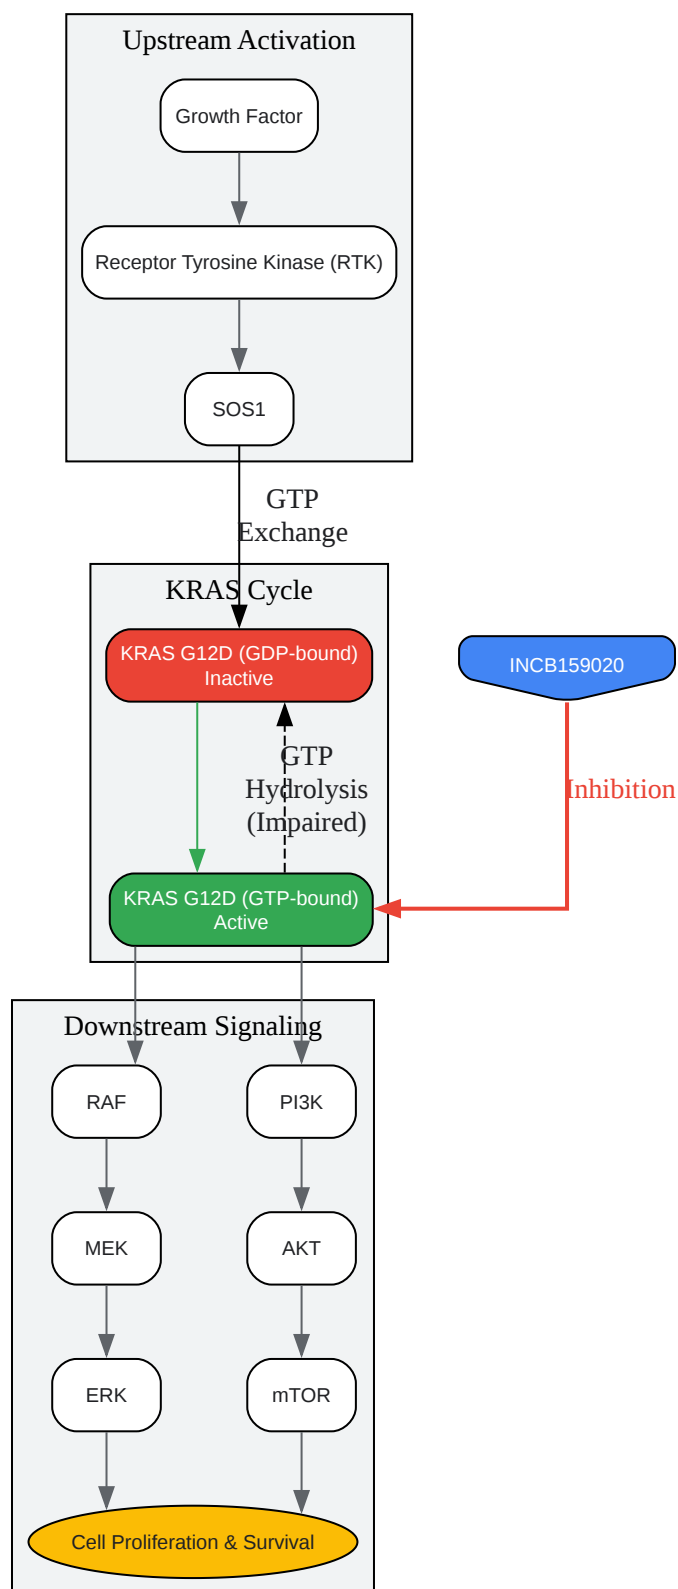 Upstream Activation
Growth Factor
Receptor Tyrosine Kinase (RTK)
SOS1
GTP
Exchange
KRAS Cycle
KRAS G12D (GDP-bound)
Inactive
INCB159020
GTP
Hydrolysis
(Impaired)
Inhibition
KRAS G12D (GTP-bound)
Active
Downstream Signaling
RAF
PI3K
MEK
AKT
ERK
mTOR
Cell Proliferation & Survival